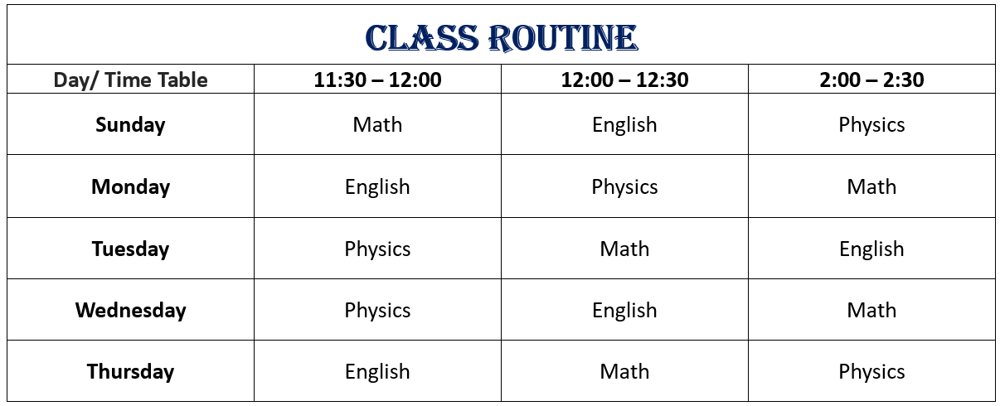 CLASS ROUTINE
Day/ Time Table 11:30 – 12:00 12:00 – 12:30 2:00 – 2:30
Sunday Math English Physics
Monday English Physics Math
Tuesday Physics Math English
Wednesday Physics English Math
Thursday English Math Physics